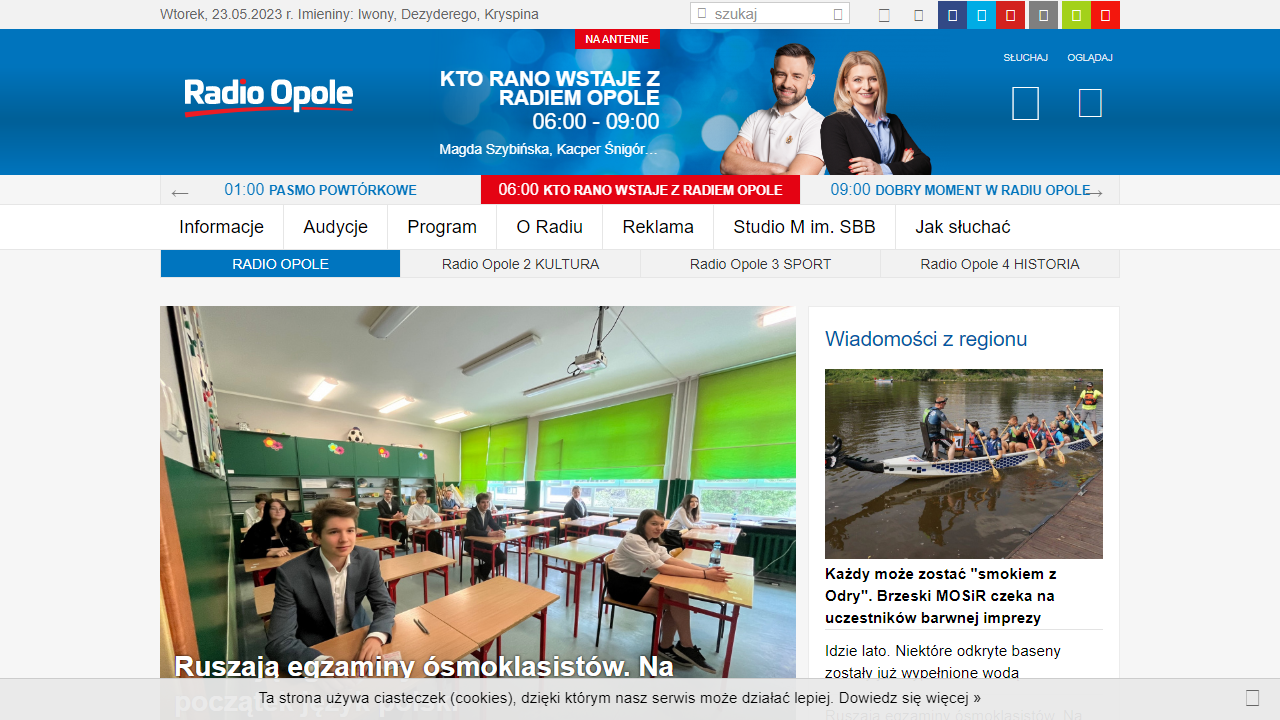 Wtorek, 23.05.2023 r. Imieniny: Iwony, Dezyderego, Kryspina
szukaj
NA ANTENIE
Radio Opole
KTO RANO WSTAJE Z
RADIEM OPOLE
06:00 - 09:00
Magda Szybińska, Kacper Śnigór...
SŁUCHAJ
OGLĄDAJ
← 01:00 PASMO POWTÓRKOWE
06:00 KTO RANO WSTAJE Z RADIEM OPOLE
09:00 DOBRY MOMENT W RADIU OPOLE →
Informacje
Audycje
Program
O Radiu
Reklama
Studio M im. SBB
Jak słuchać
RADIO OPOLE
Radio Opole 2 KULTURA
Radio Opole 3 SPORT
Radio Opole 4 HISTORIA
Ruszają egzaminy ósmoklasistów. Na
początek język polski
Wiadomości z regionu
Każdy może zostać "smokiem z
Odry". Brzeski MOSiR czeka na
uczestników barwnej imprezy
Idzie lato. Niektóre odkryte baseny
zostały już wypełnione wodą
Ruszają egzaminy ósmoklasistów. Na
Ta strona używa ciasteczek (cookies), dzięki którym nasz serwis może działać lepiej. Dowiedz się więcej »